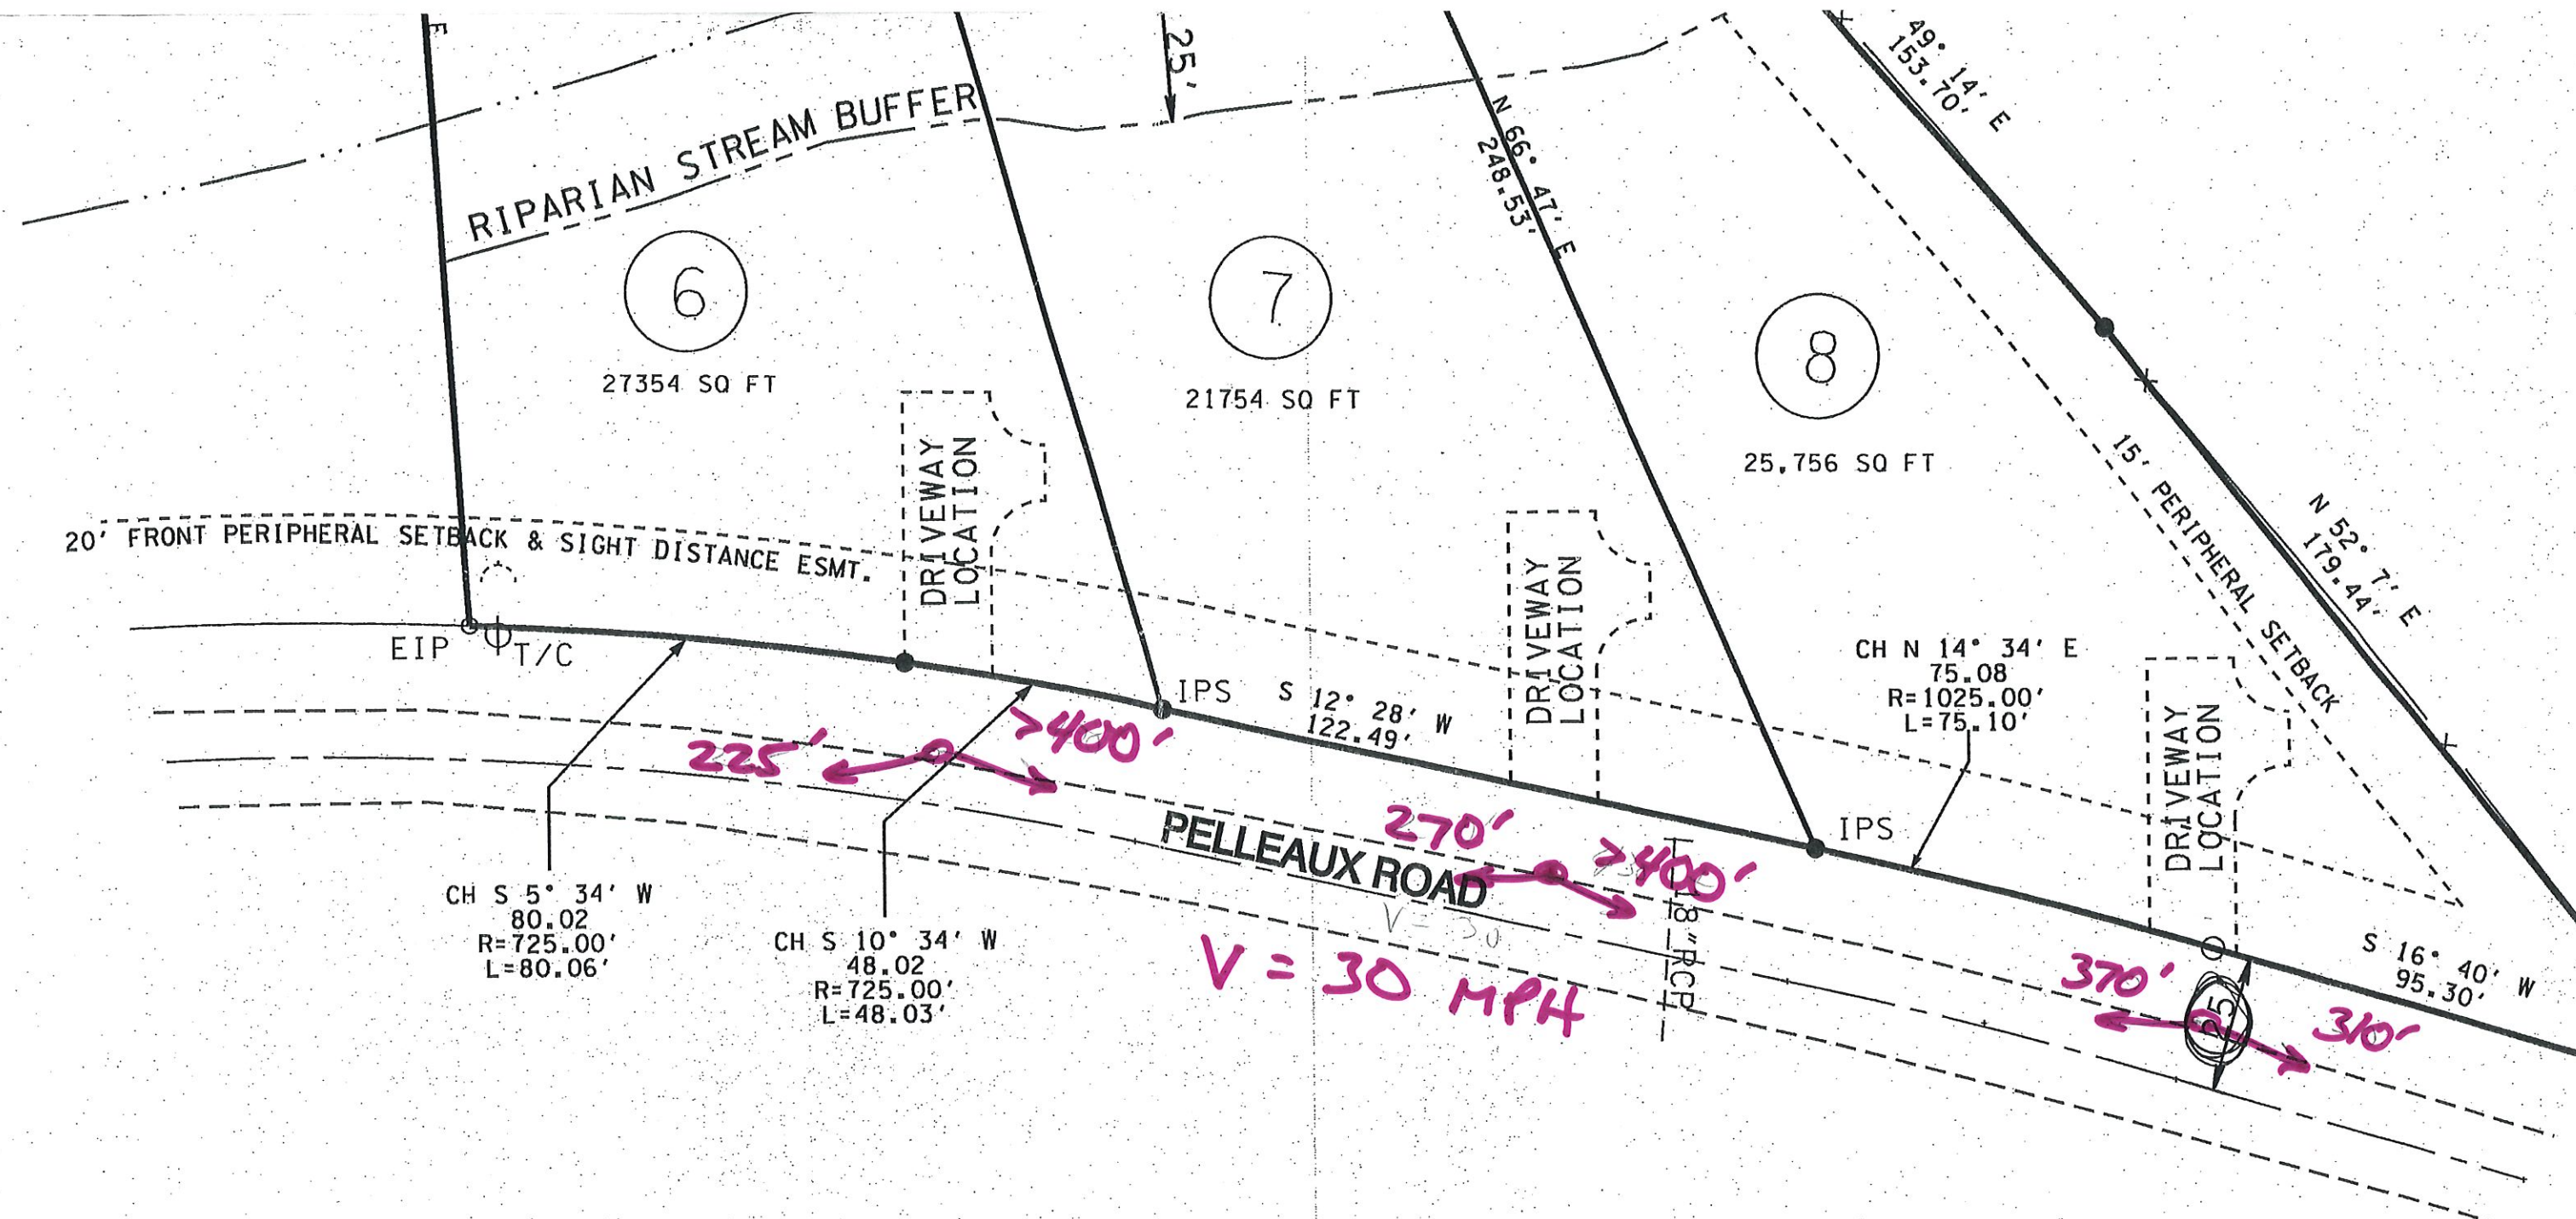 E
25'
49° 14' E
153.70'
RIPARIAN STREAM BUFFER
N 66° 47' E
248.53'
6
27354 SQ FT
7
21754 SQ FT
8
25,756 SQ FT
15' PERIPHERAL SETBACK
N 52° 7' E
179.44'
20' FRONT PERIPHERAL SETBACK & SIGHT DISTANCE ESMT.
DRIVEWAY
LOCATION
DRIVEWAY
LOCATION
DRIVEWAY
LOCATION
EIP
T/C
IPS
S 12° 28' W
122.49'
CH N 14° 34' E
75.08
R=1025.00'
L=75.10'
IPS
225'
>400'
270'
>400'
PELLEAUX ROAD
V = 30
V = 30 MPH
18" RCP
370'
25'
310'
S 16° 40' W
95.30'
CH S 5° 34' W
80.02
R=725.00'
L=80.06'
CH S 10° 34' W
48.02
R=725.00'
L=48.03'